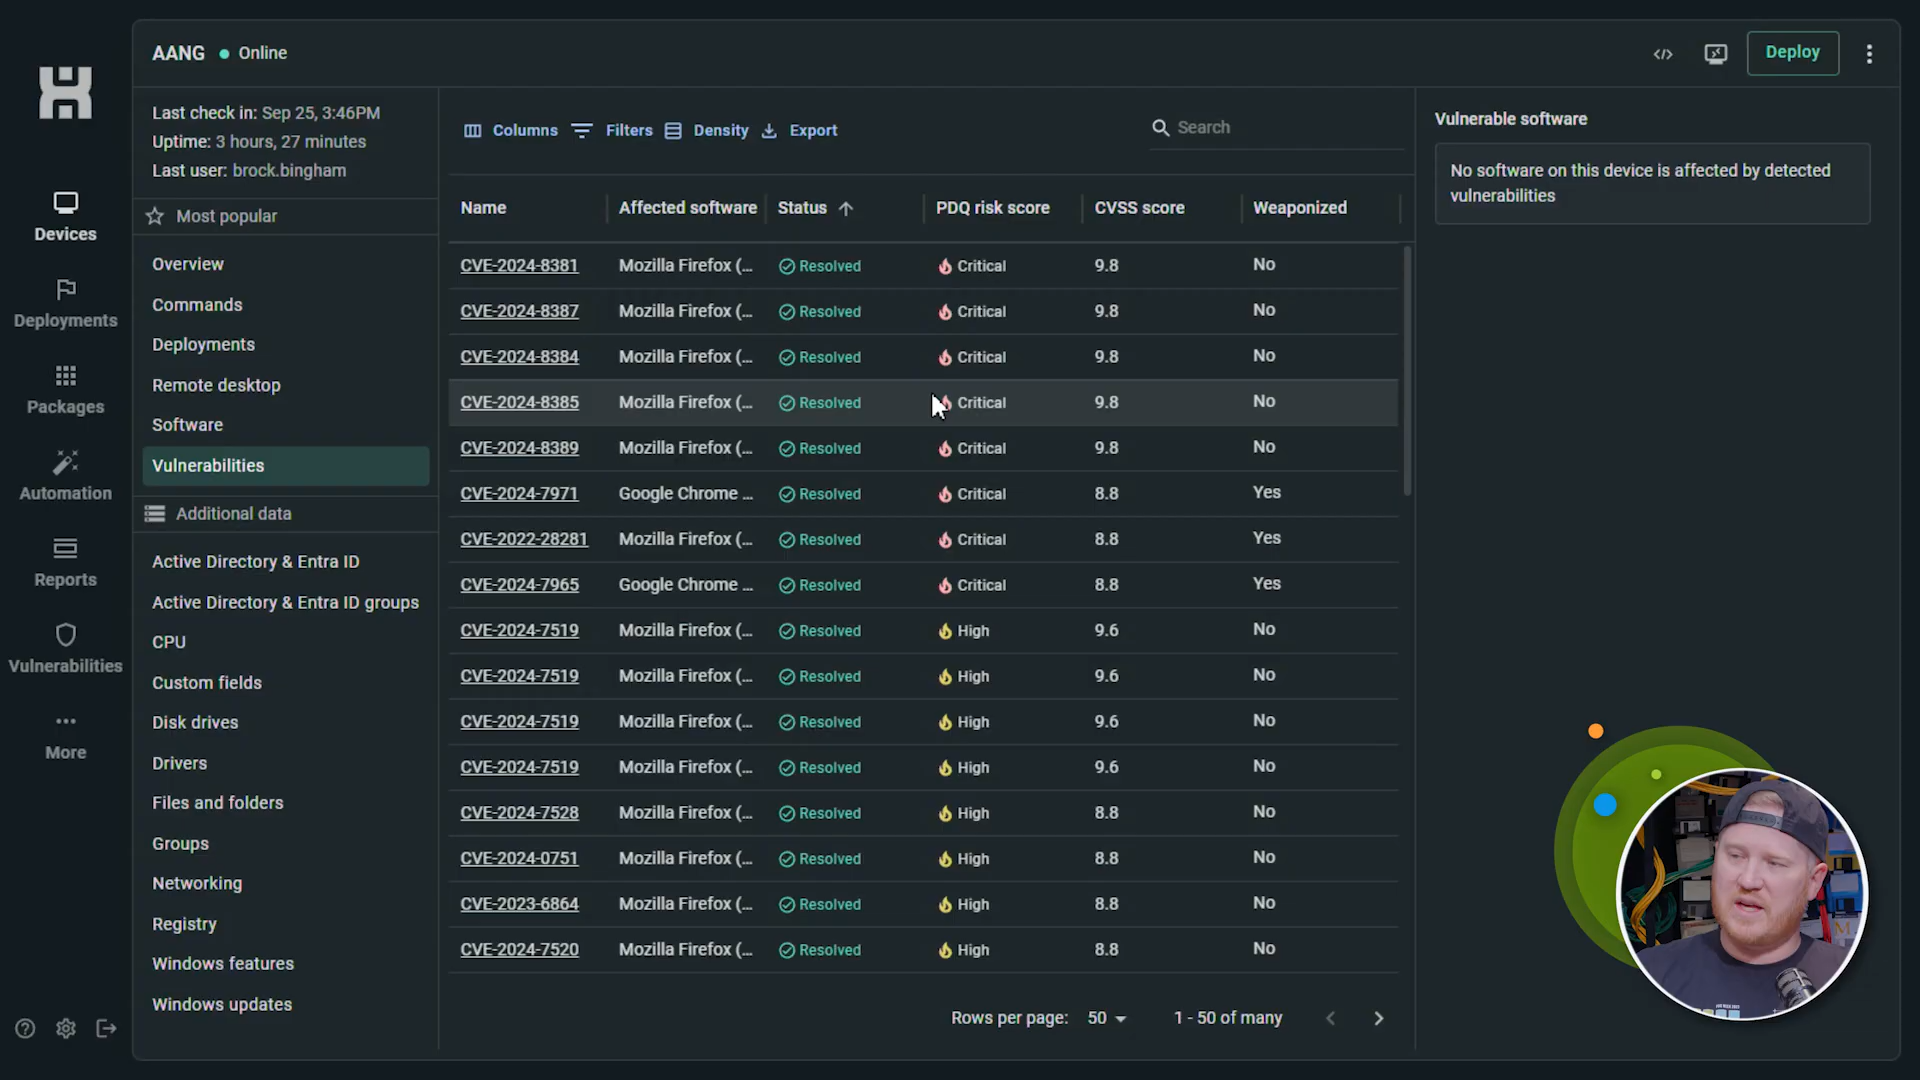 AANG Online
Deploy
Last check in: Sep 25, 3:46PM
Uptime: 3 hours, 27 minutes
Last user: brock.bingham
Most popular
Overview
Commands
Deployments
Remote desktop
Software
Vulnerabilities
Additional data
Active Directory & Entra ID
Active Directory & Entra ID groups
CPU
Custom fields
Disk drives
Drivers
Files and folders
Groups
Networking
Registry
Windows features
Windows updates
Devices
Deployments
Packages
Automation
Reports
Vulnerabilities
More
Columns Filters Density Export Search
Name Affected software Status PDQ risk score CVSS score Weaponized
CVE-2024-8381 Mozilla Firefox (... Resolved Critical 9.8 No
CVE-2024-8387 Mozilla Firefox (... Resolved Critical 9.8 No
CVE-2024-8384 Mozilla Firefox (... Resolved Critical 9.8 No
CVE-2024-8385 Mozilla Firefox (... Resolved Critical 9.8 No
CVE-2024-8389 Mozilla Firefox (... Resolved Critical 9.8 No
CVE-2024-7971 Google Chrome ... Resolved Critical 8.8 Yes
CVE-2022-28281 Mozilla Firefox (... Resolved Critical 8.8 Yes
CVE-2024-7965 Google Chrome ... Resolved Critical 8.8 Yes
CVE-2024-7519 Mozilla Firefox (... Resolved High 9.6 No
CVE-2024-7519 Mozilla Firefox (... Resolved High 9.6 No
CVE-2024-7519 Mozilla Firefox (... Resolved High 9.6 No
CVE-2024-7519 Mozilla Firefox (... Resolved High 9.6 No
CVE-2024-7528 Mozilla Firefox (... Resolved High 8.8 No
CVE-2024-0751 Mozilla Firefox (... Resolved High 8.8 No
CVE-2023-6864 Mozilla Firefox (... Resolved High 8.8 No
CVE-2024-7520 Mozilla Firefox (... Resolved High 8.8 No
Rows per page: 50 1 - 50 of many
Vulnerable software
No software on this device is affected by detected
vulnerabilities